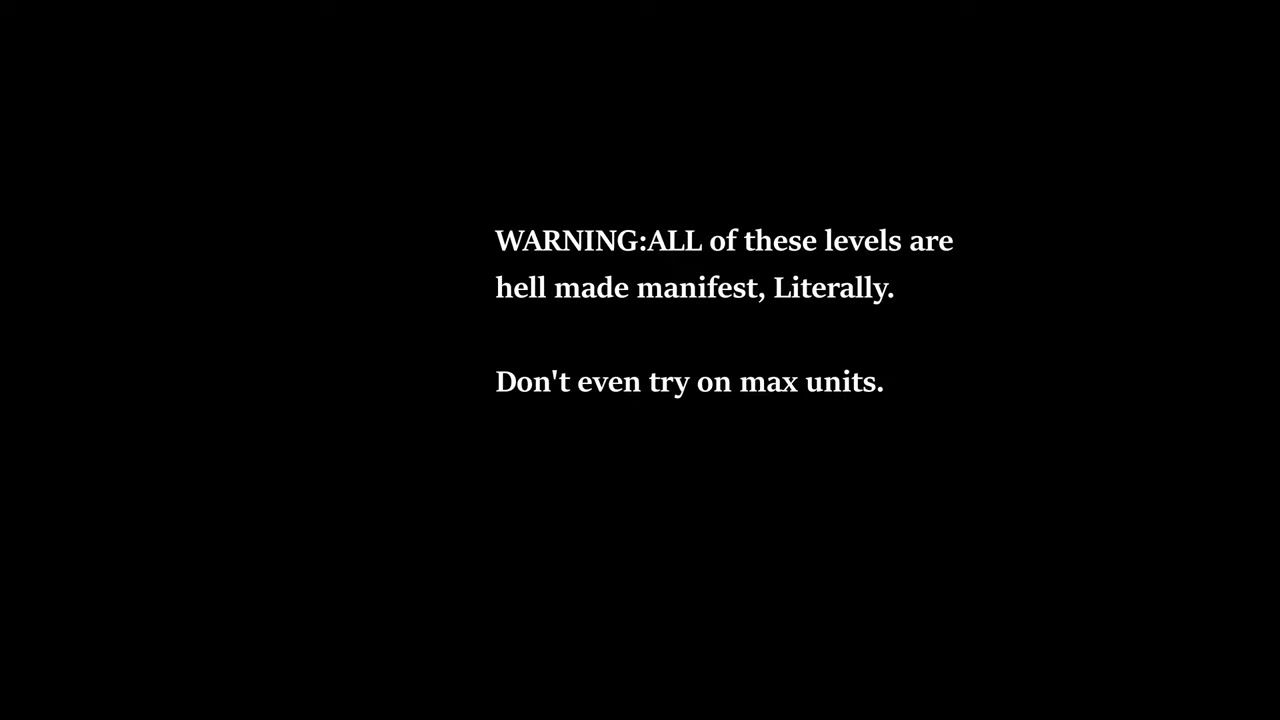 WARNING:ALL of these levels are
hell made manifest, Literally.
Don't even try on max units.